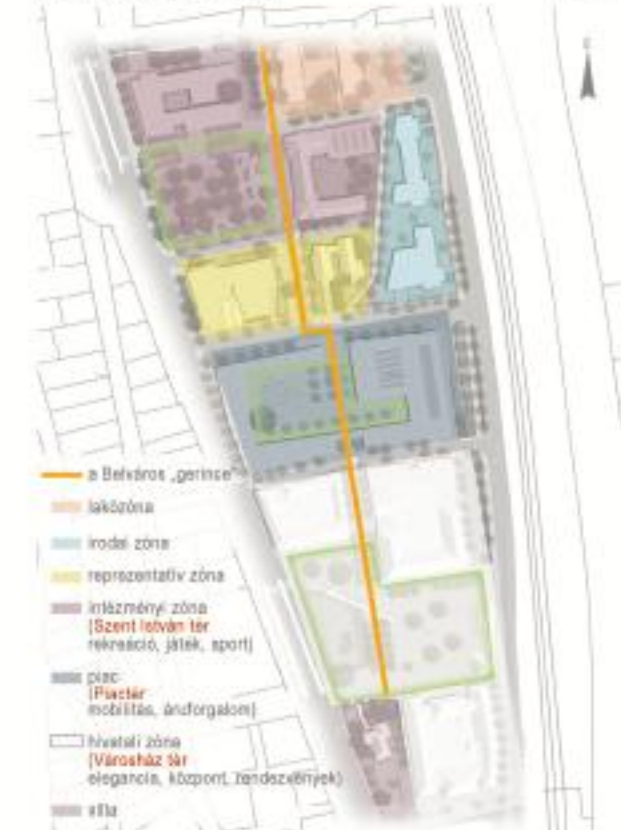 a Belváros „gerince"
lakózóna
irodai zóna
reprezentatív zóna
intézményi zóna
(Szent István tér
rekreáció, játék, sport)
piac
(Piactér
mobilitás, áruforgalom)
hivatali zóna
(Városház tér
elegancia, központ, rendezvények)
villa